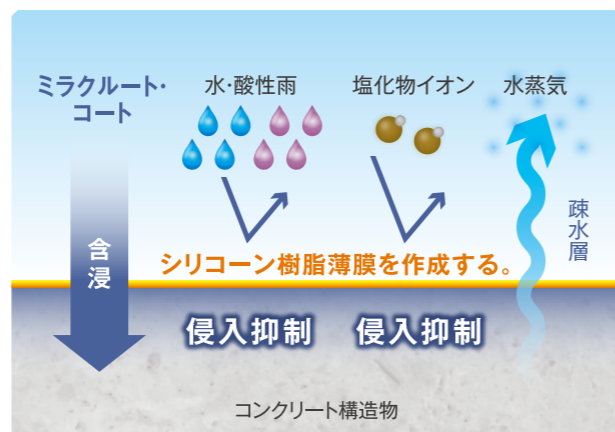 ミラクルート・
コート
水・酸性雨
塩化物イオン
水蒸気
含浸
疎水層
シリコーン樹脂薄膜を作成する。
侵入抑制
侵入抑制
コンクリート構造物